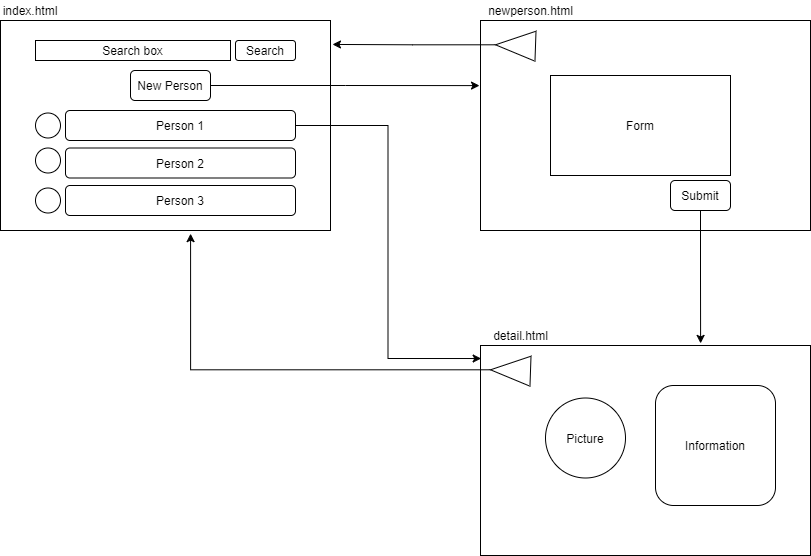 index.html
newperson.html
Search box
Search
New Person
Person 1
Person 2
Person 3
Form
Submit
detail.html
Picture
Information